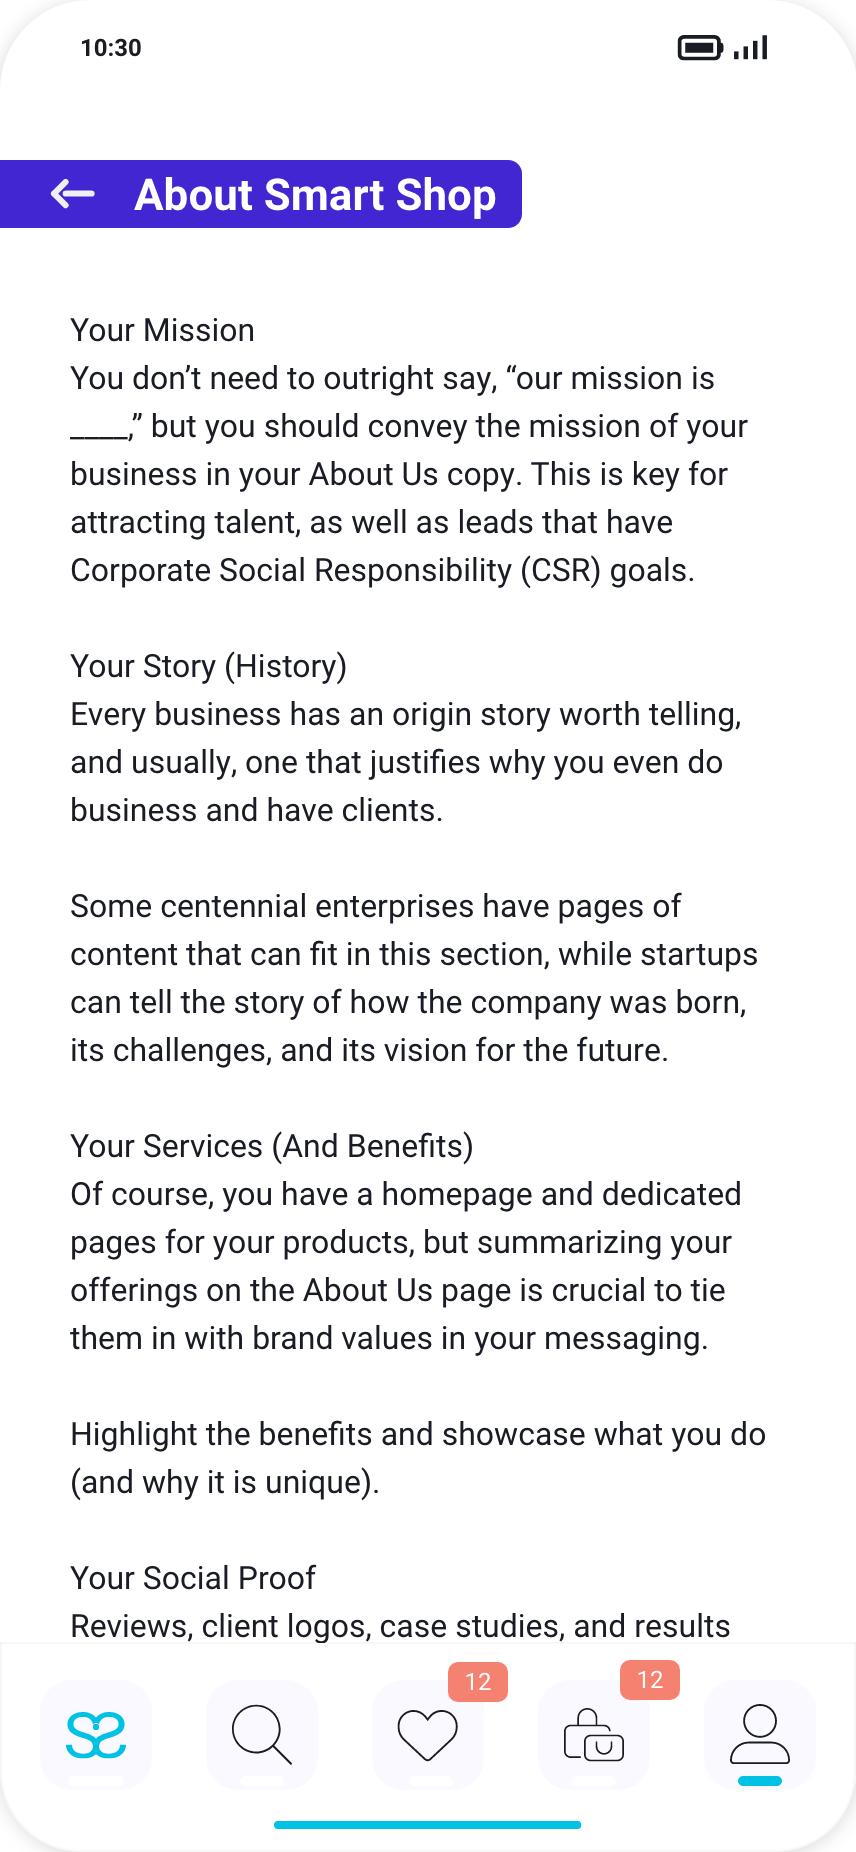 10:30
About Smart Shop
Your Mission
You don’t need to outright say, “our mission is
____,” but you should convey the mission of your
business in your About Us copy. This is key for
attracting talent, as well as leads that have
Corporate Social Responsibility (CSR) goals.
Your Story (History)
Every business has an origin story worth telling,
and usually, one that justifies why you even do
business and have clients.
Some centennial enterprises have pages of
content that can fit in this section, while startups
can tell the story of how the company was born,
its challenges, and its vision for the future.
Your Services (And Benefits)
Of course, you have a homepage and dedicated
pages for your products, but summarizing your
offerings on the About Us page is crucial to tie
them in with brand values in your messaging.
Highlight the benefits and showcase what you do
(and why it is unique).
Your Social Proof
Reviews, client logos, case studies, and results
12
12